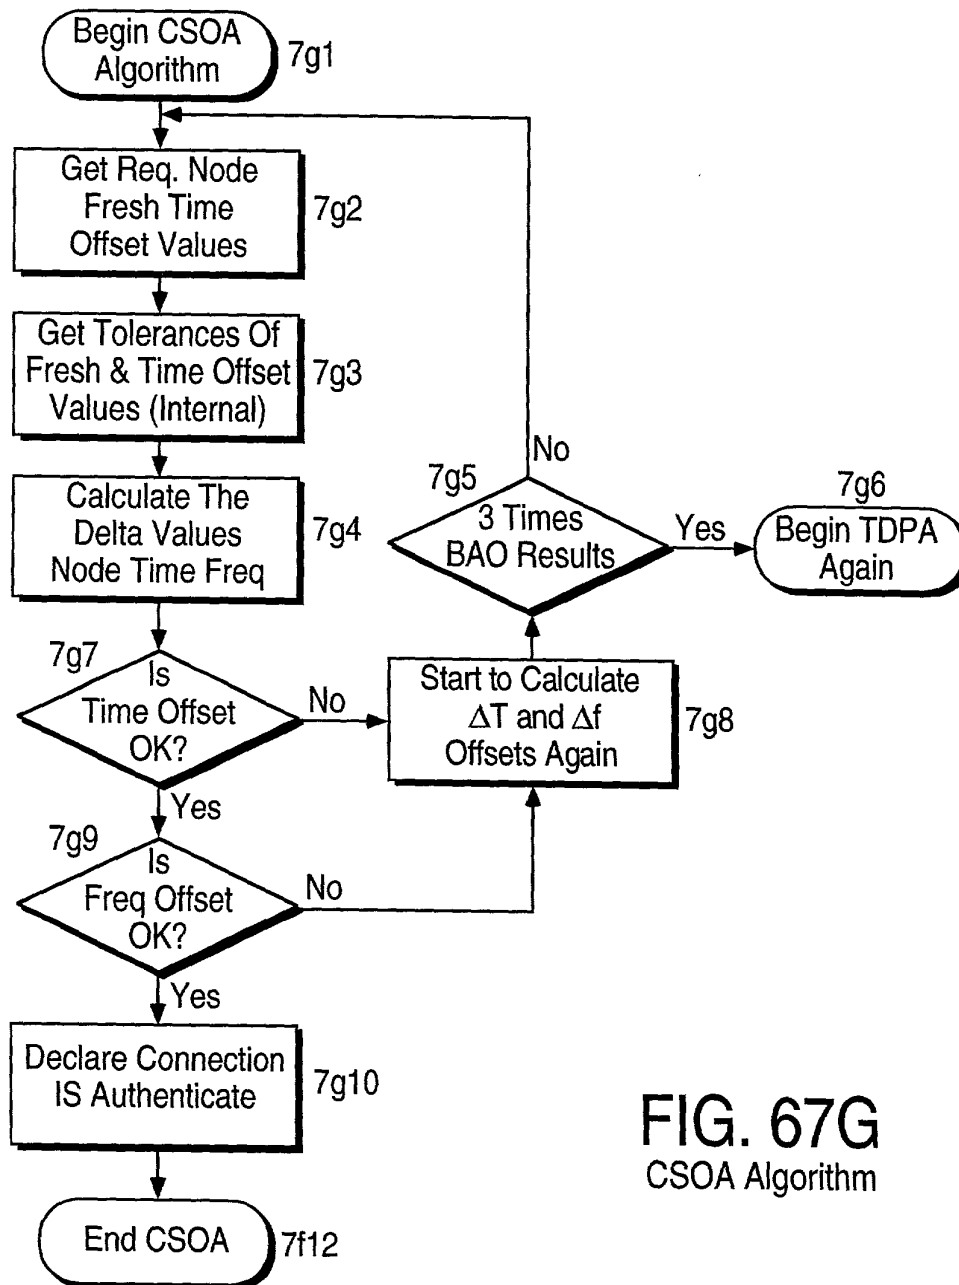 Begin CSOA
Algorithm
7g1
Get Req. Node
Fresh Time
Offset Values
7g2
Get Tolerances Of
Fresh & Time Offset
Values (Internal)
7g3
Calculate The
Delta Values
Node Time Freq
7g4
No
7g5
3 Times
BAO Results
Yes
7g6
Begin TDPA
Again
7g7
Is
Time Offset
OK?
No
Start to Calculate
ΔT and Δf
Offsets Again
7g8
Yes
7g9
Is
Freq Offset
OK?
No
Yes
Declare Connection
IS Authenticate
7g10
End CSOA
7f12
FIG. 67G
CSOA Algorithm